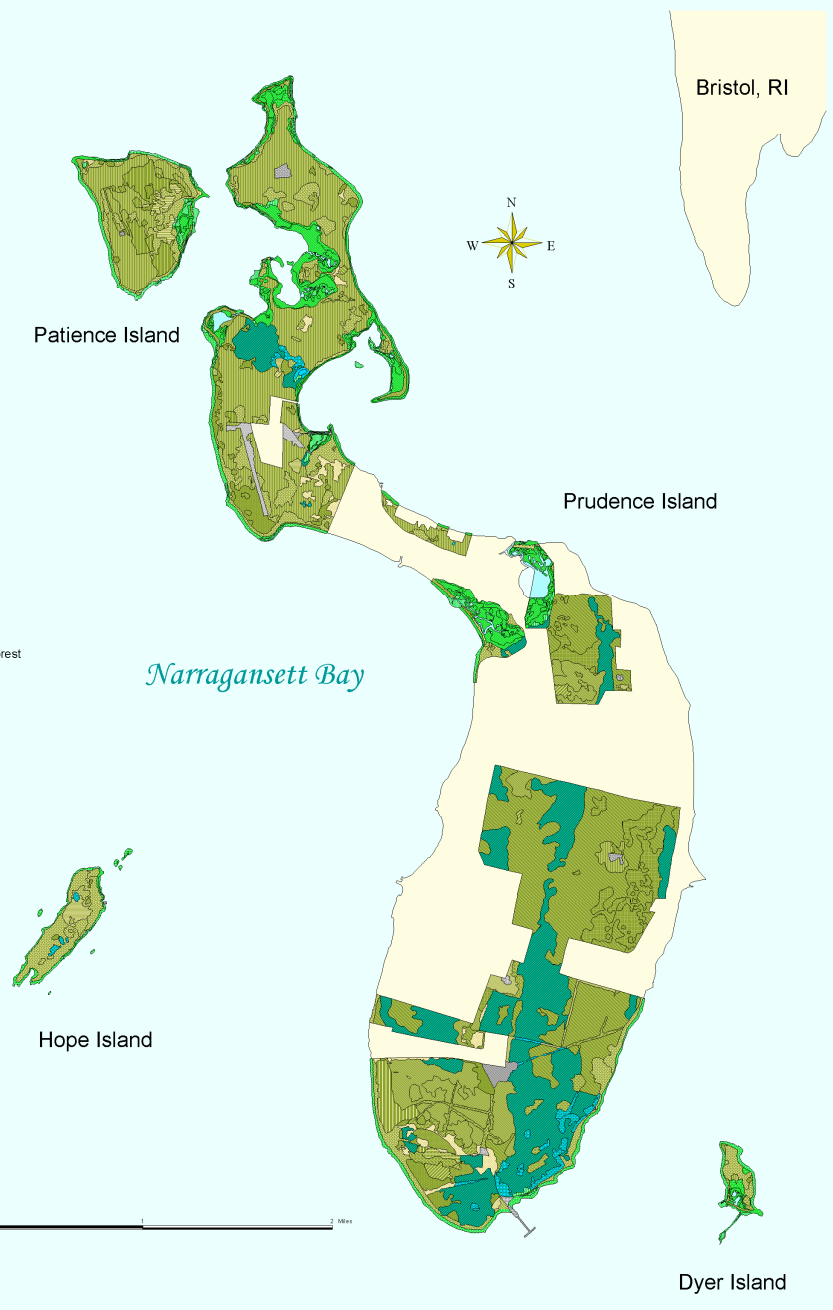 Bristol, RI
N
W E
S
Patience Island
Prudence Island
rest
Narragansett Bay
Hope Island
1 2 Miles
Dyer Island